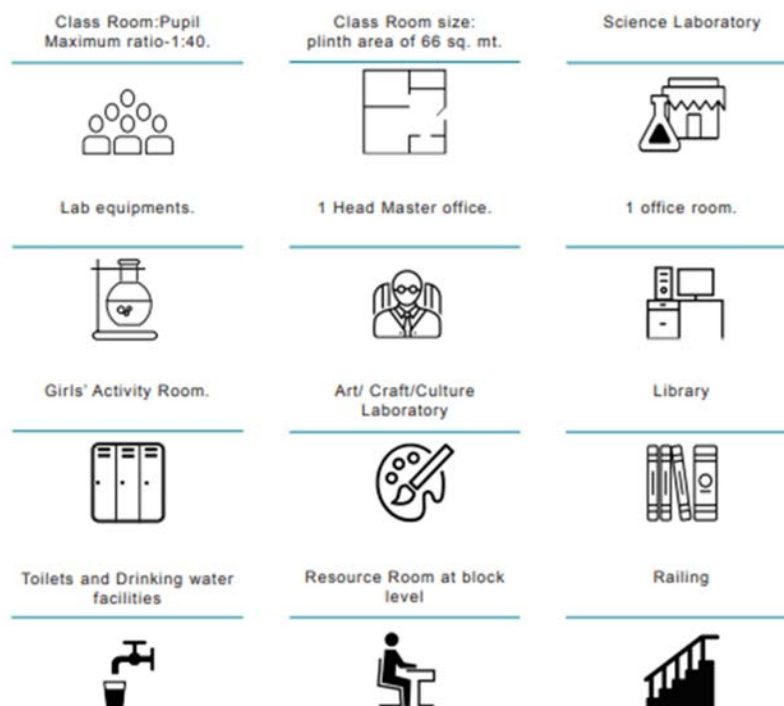 Class Room:Pupil
Maximum ratio-1:40.
Class Room size:
plinth area of 66 sq. mt.
Science Laboratory
Lab equipments.
1 Head Master office.
1 office room.
Girls' Activity Room.
Art/ Craft/Culture
Laboratory
Library
Toilets and Drinking water
facilities
Resource Room at block
level
Railing